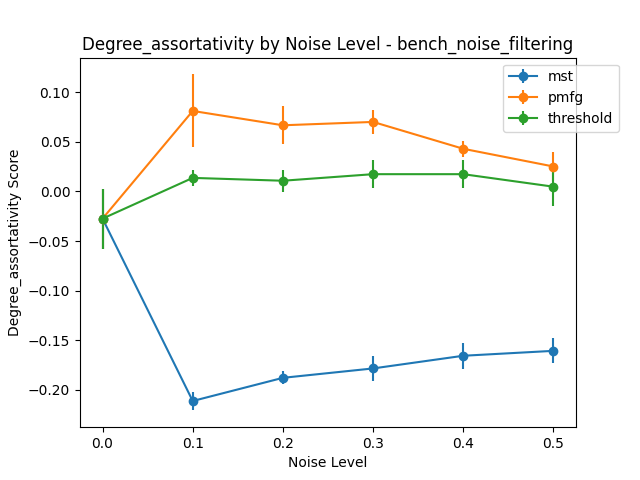 Degree_assortativity by Noise Level - bench_noise_filtering
mst
pmfg
threshold
0.10
0.05
0.00
−0.05
−0.10
−0.15
−0.20
Degree_assortativity Score
0.0 0.1 0.2 0.3 0.4 0.5
Noise Level